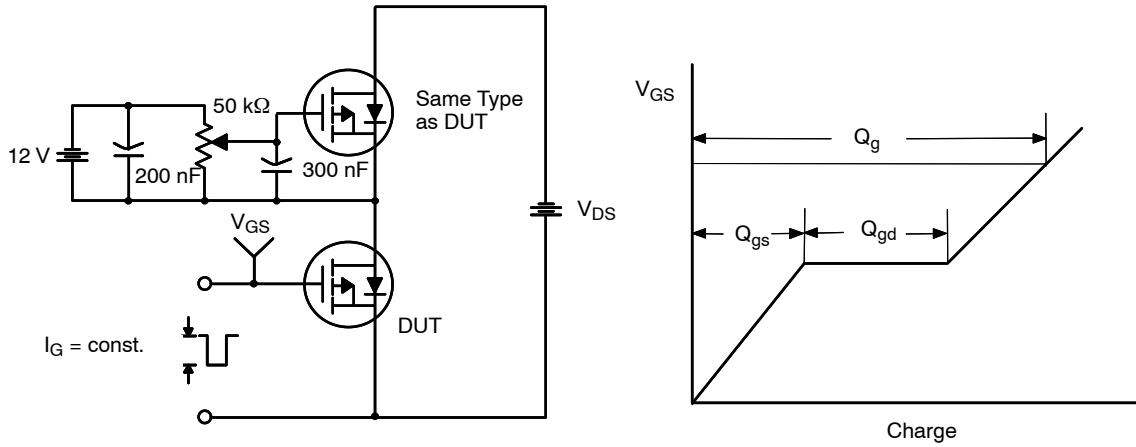 50 kΩ
Same Type
as DUT
12 V
200 nF
300 nF
V_GS
V_DS
DUT
I_G = const.
V_GS
Q_g
Q_gs
Q_gd
Charge